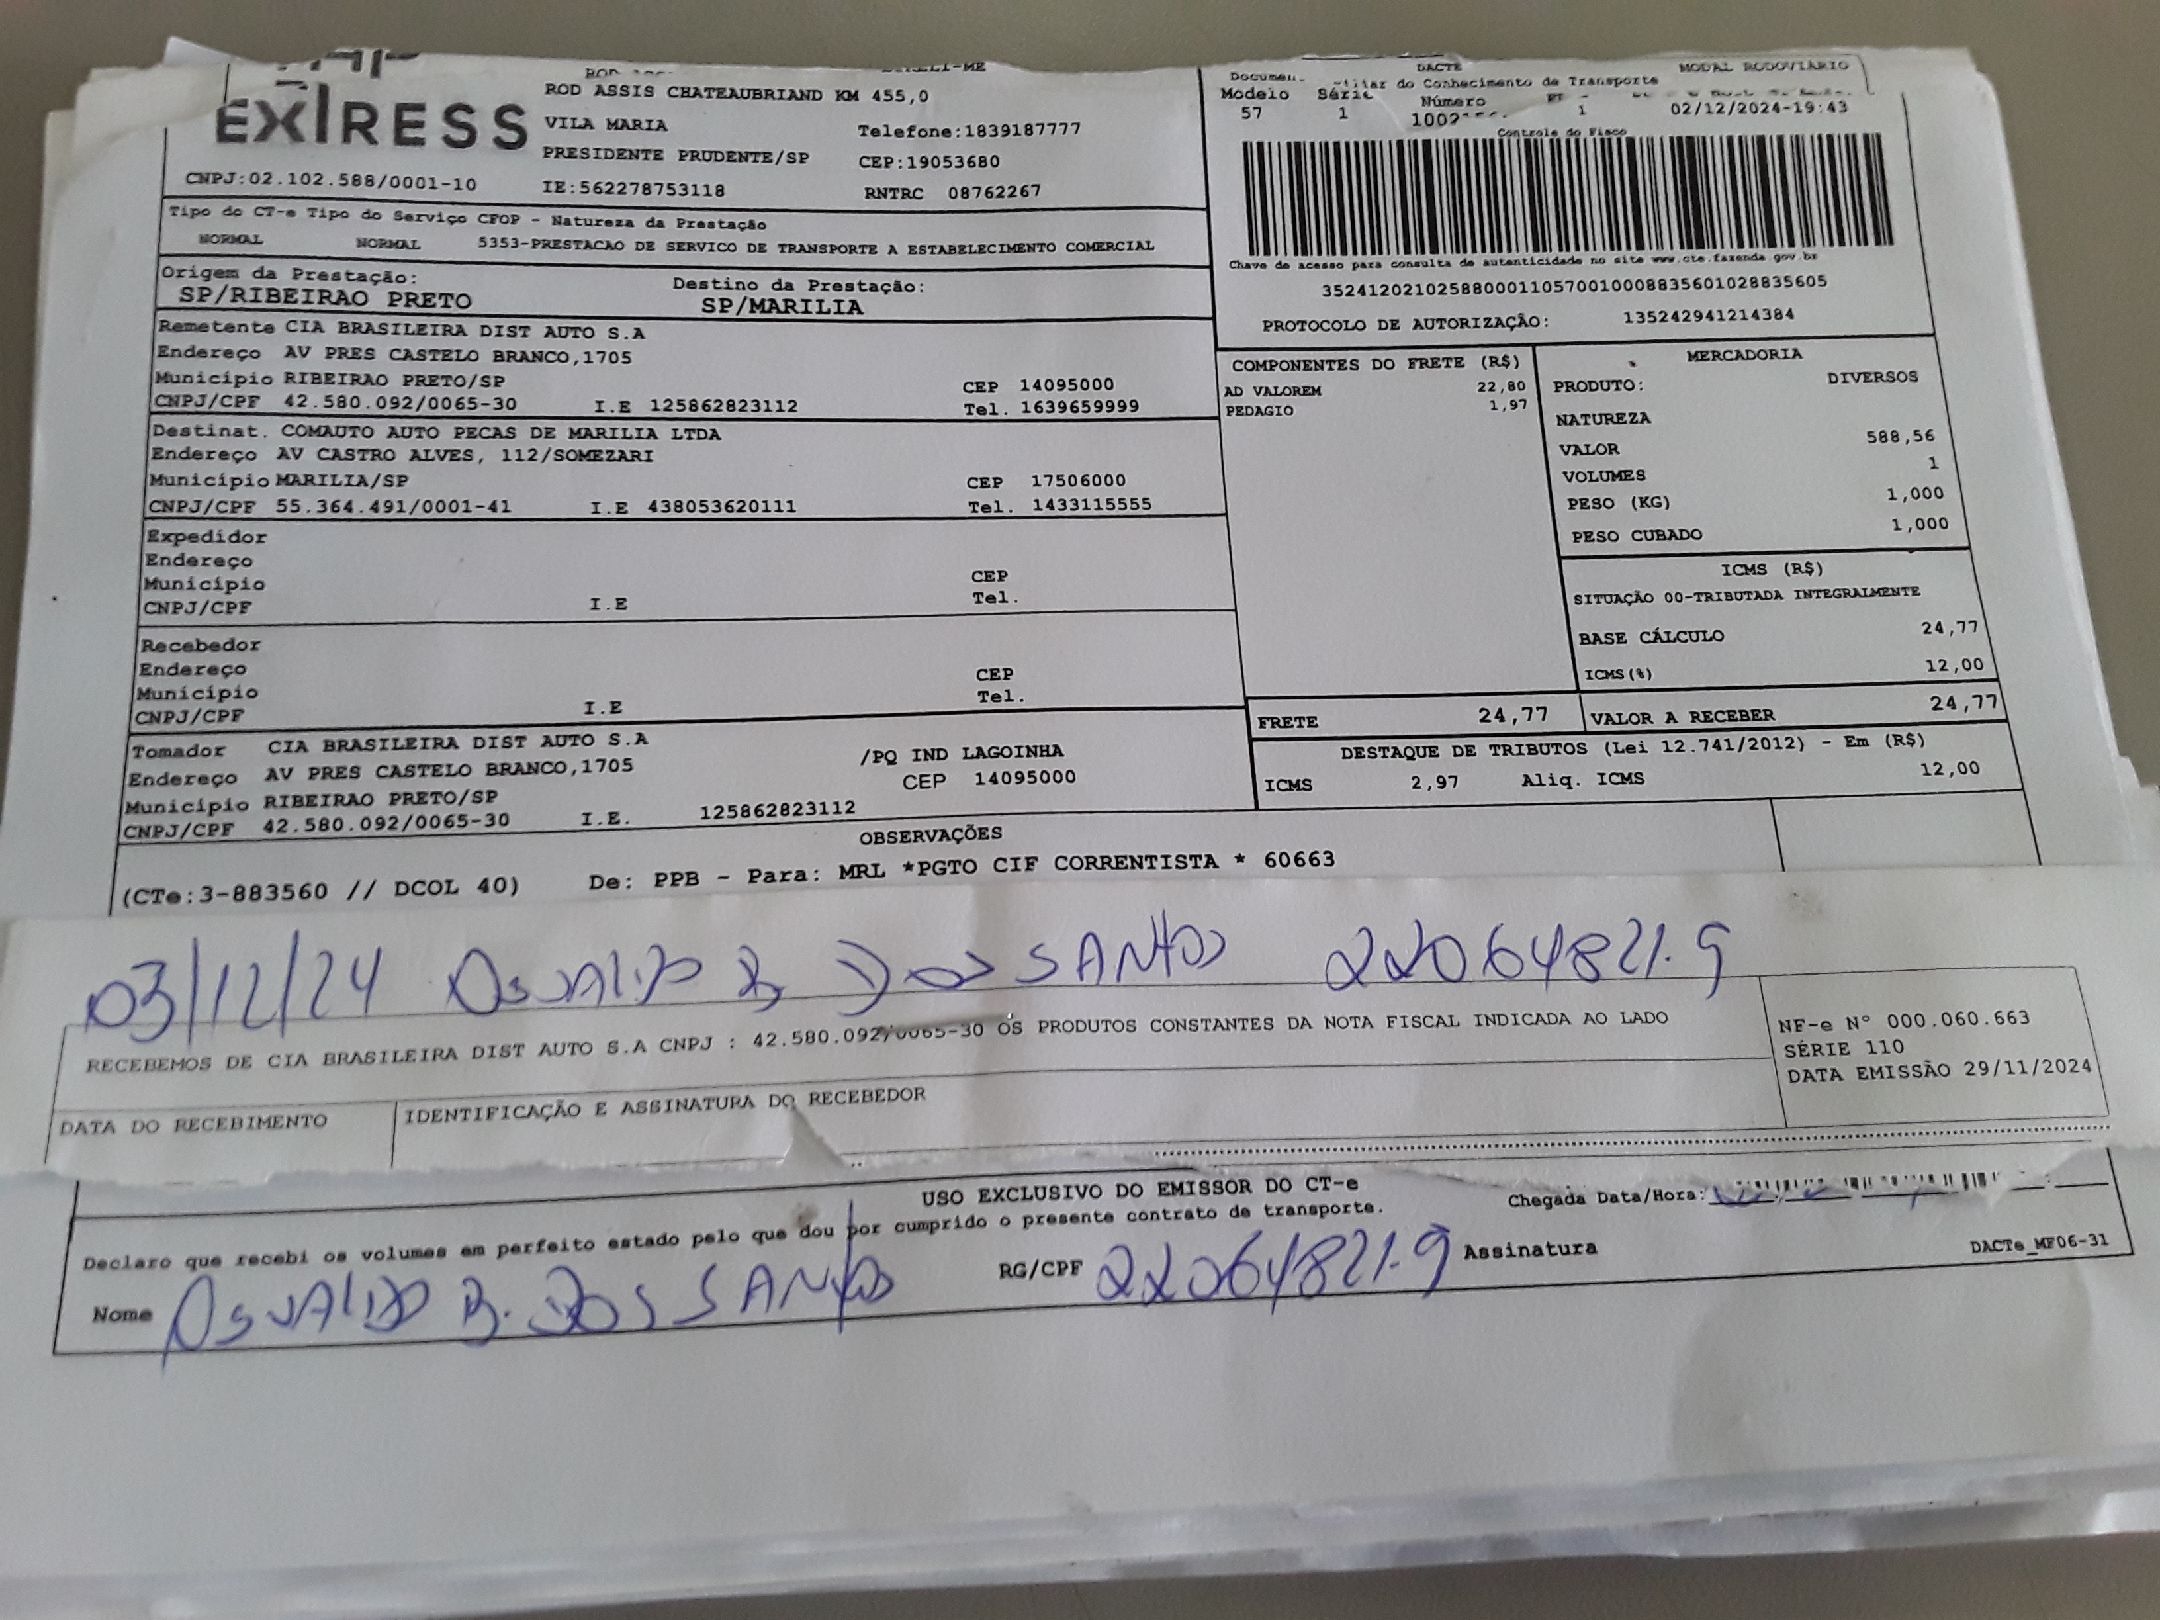 EXPRESS
ROD ASSIS CHATEAUBRIAND KM 455,0
VILA MARIA Telefone:1839187777
PRESIDENTE PRUDENTE/SP CEP:19053680
CNPJ:02.102.588/0001-10 IE:562278753118 RNTRC 08762267
DACTE MODAL RODOVIÁRIO
do Conhecimento de Transporte
Modelo Série Número
57 1 1 02/12/2024-19:43
Controle do Fisco
Chave de acesso para consulta de autenticidade no site www.cte.fazenda.gov.br
35241202102588000110570010008835601028835605
PROTOCOLO DE AUTORIZAÇÃO: 135242941214384
Tipo do CT-e Tipo do Serviço CFOP - Natureza da Prestação
NORMAL NORMAL 5353-PRESTACAO DE SERVICO DE TRANSPORTE A ESTABELECIMENTO COMERCIAL
Origem da Prestação: Destino da Prestação:
SP/RIBEIRAO PRETO SP/MARILIA
Remetente CIA BRASILEIRA DIST AUTO S.A
Endereço AV PRES CASTELO BRANCO,1705
Município RIBEIRAO PRETO/SP CEP 14095000
CNPJ/CPF 42.580.092/0065-30 I.E 125862823112 Tel. 1639659999
Destinat. COMAUTO AUTO PECAS DE MARILIA LTDA
Endereço AV CASTRO ALVES, 112/SOMEZARI
Município MARILIA/SP CEP 17506000
CNPJ/CPF 55.364.491/0001-41 I.E 438053620111 Tel. 1433115555
Expedidor
Endereço
Município CEP
CNPJ/CPF I.E Tel.
Recebedor
Endereço CEP
Município Tel.
CNPJ/CPF I.E
Tomador CIA BRASILEIRA DIST AUTO S.A /PQ IND LAGOINHA
Endereço AV PRES CASTELO BRANCO,1705 CEP 14095000
Município RIBEIRAO PRETO/SP
CNPJ/CPF 42.580.092/0065-30 I.E. 125862823112
COMPONENTES DO FRETE (R$)
AD VALOREM 22,80
PEDAGIO 1,97
MERCADORIA
PRODUTO: DIVERSOS
NATUREZA
VALOR 588,56
VOLUMES 1
PESO (KG) 1,000
PESO CUBADO 1,000
ICMS (R$)
SITUAÇÃO 00-TRIBUTADA INTEGRALMENTE
BASE CÁLCULO 24,77
ICMS(%) 12,00
FRETE 24,77 VALOR A RECEBER 24,77
DESTAQUE DE TRIBUTOS (Lei 12.741/2012) - Em (R$)
ICMS 2,97 Aliq. ICMS 12,00
OBSERVAÇÕES
(CTe:3-883560 // DCOL 40) De: PPB - Para: MRL *PGTO CIF CORRENTISTA * 60663
03/12/24 OSVALDO B. DOS SANTOS 22064821.9
RECEBEMOS DE CIA BRASILEIRA DIST AUTO S.A CNPJ : 42.580.092/0065-30 OS PRODUTOS CONSTANTES DA NOTA FISCAL INDICADA AO LADO
NF-e N° 000.060.663
SÉRIE 110
DATA EMISSÃO 29/11/2024
DATA DO RECEBIMENTO IDENTIFICAÇÃO E ASSINATURA DO RECEBEDOR
USO EXCLUSIVO DO EMISSOR DO CT-e
Declaro que recebi os volumes em perfeito estado pelo que dou por cumprido o presente contrato de transporte. Chegada Data/Hora:
Nome OSVALDO B. DOS SANTOS RG/CPF 22064821.9 Assinatura
DACTe_MF06-31